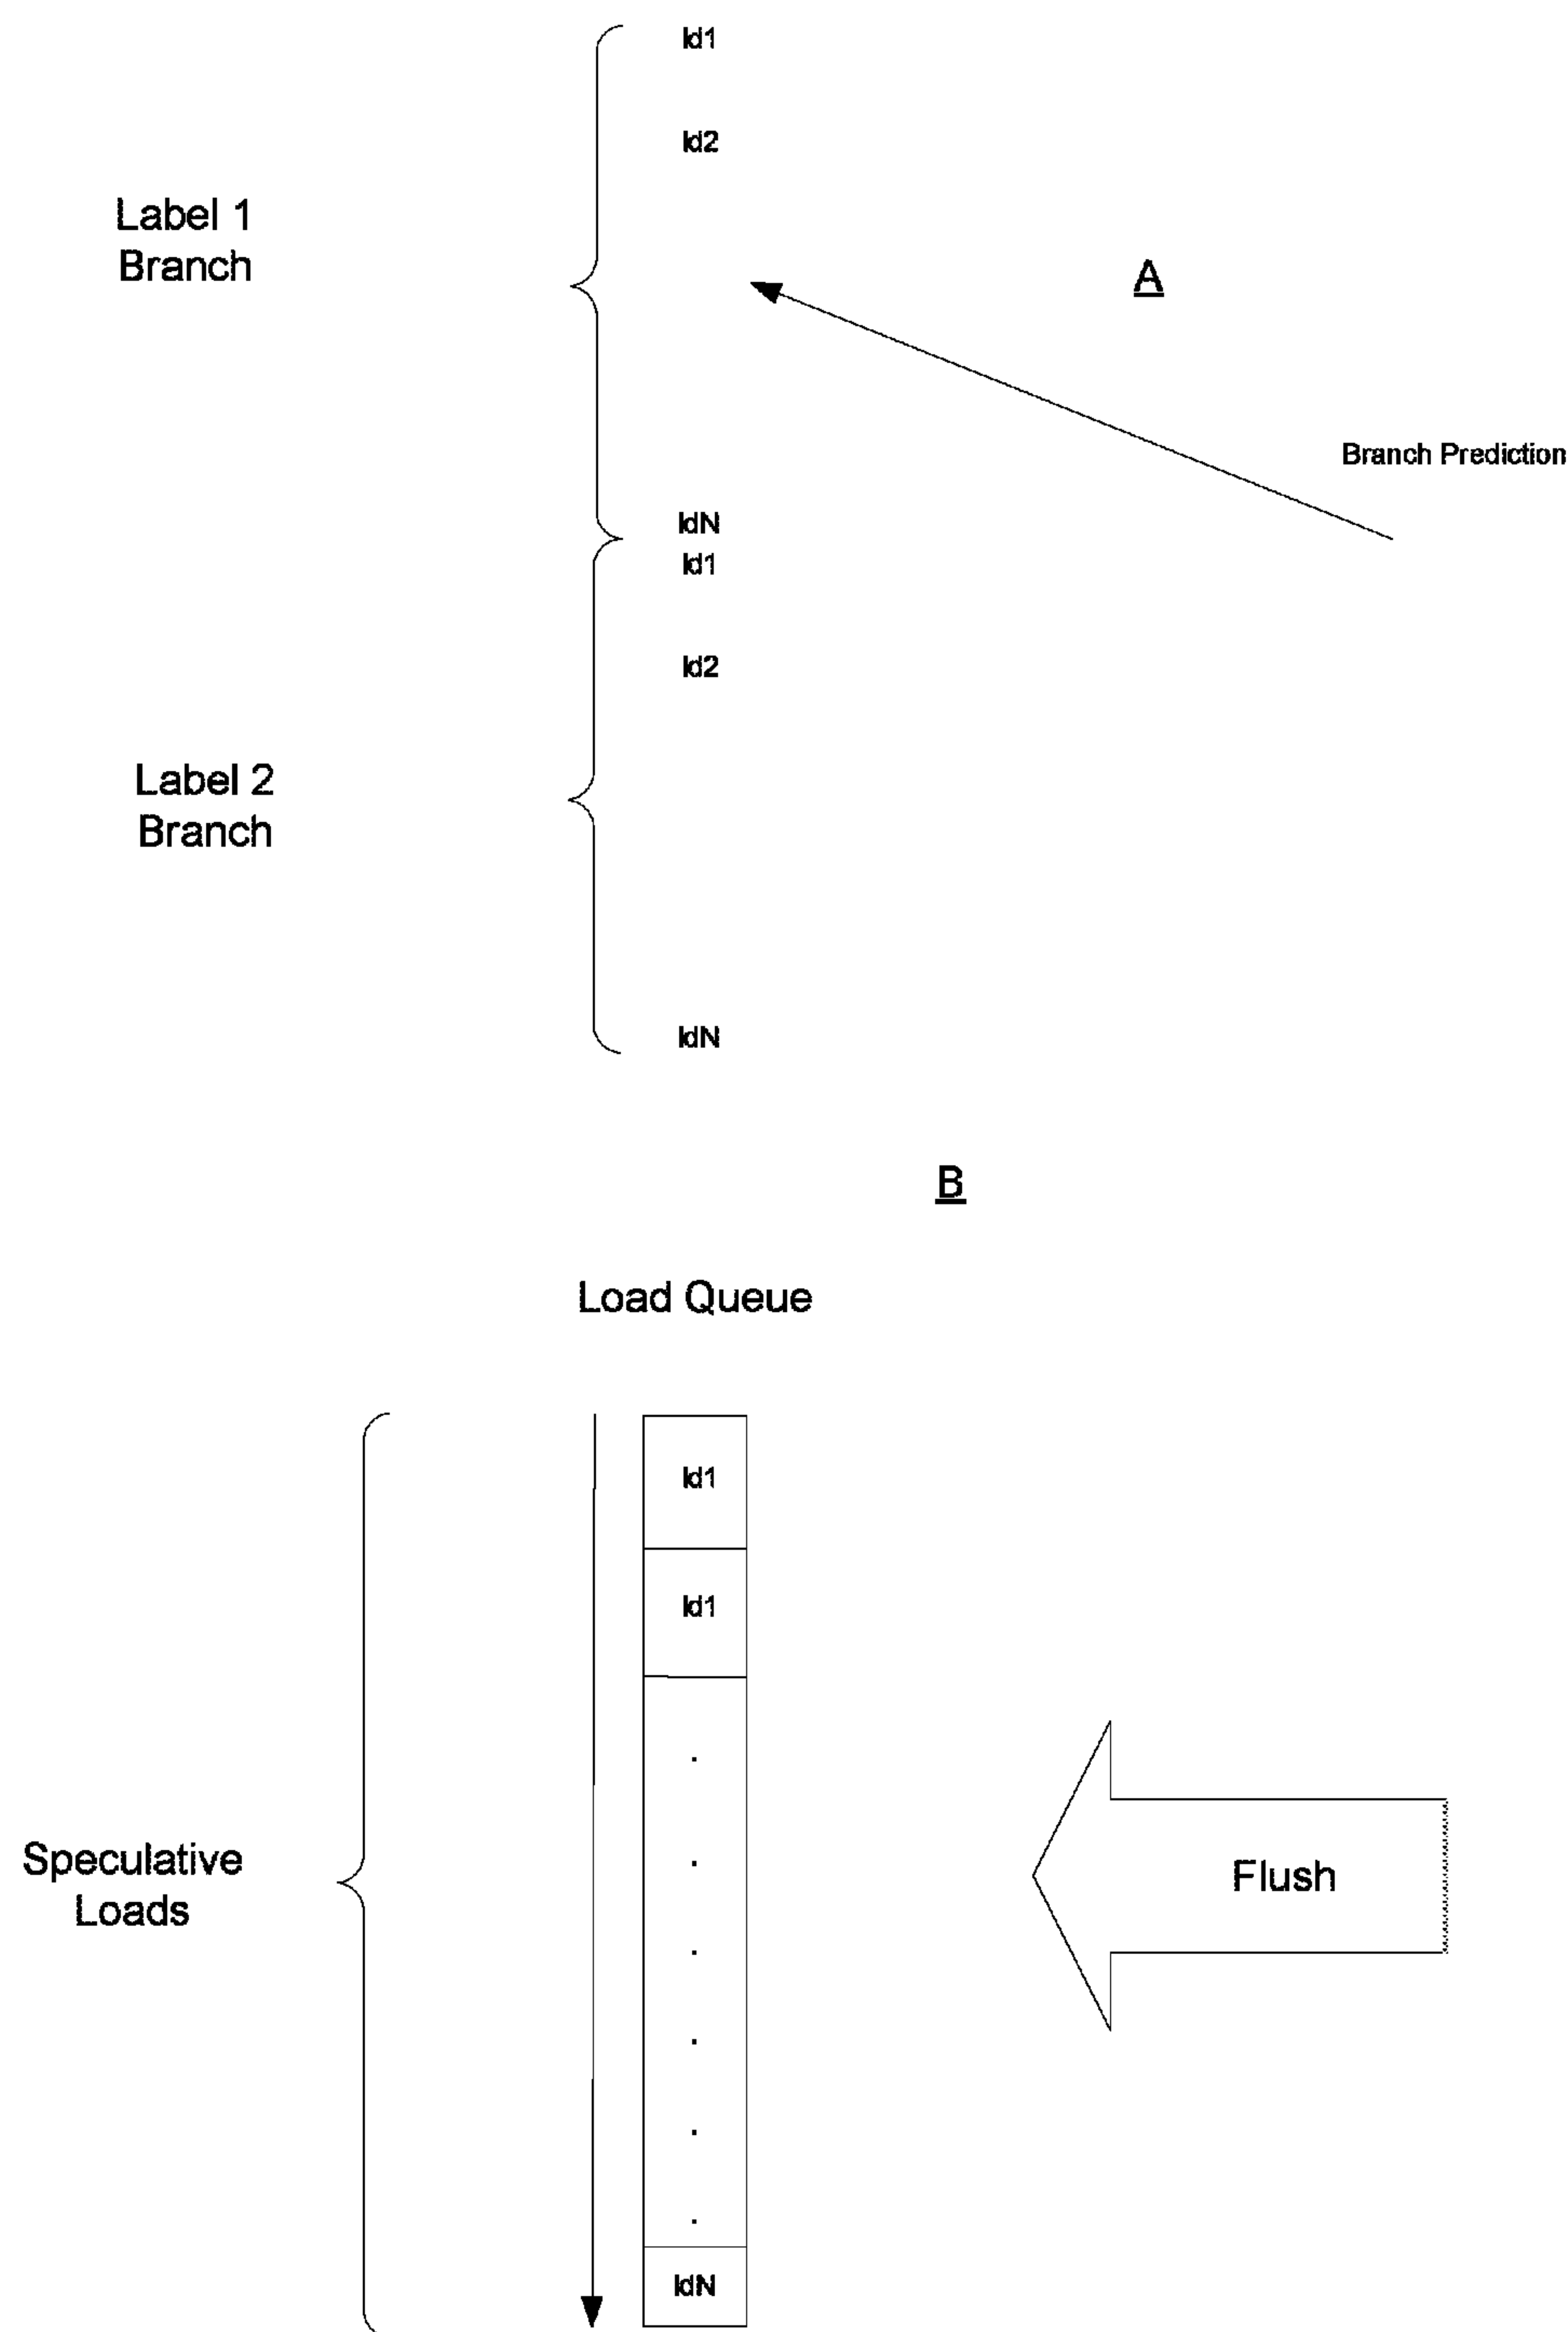 ld1
ld2
Label 1
Branch
A
Branch Prediction
ldN
ld1
ld2
Label 2
Branch
ldN
B
Load Queue
ld1
ld1
.
.
.
.
.
.
Speculative
Loads
Flush
ldN